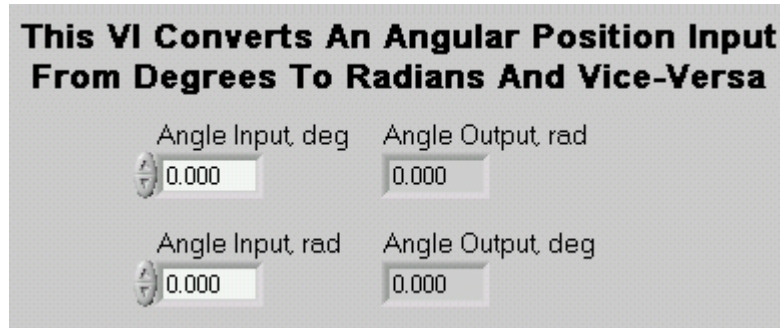 This VI Converts An Angular Position Input
From Degrees To Radians And Vice-Versa
Angle Input, deg Angle Output, rad
0.000 0.000
Angle Input, rad Angle Output, deg
0.000 0.000